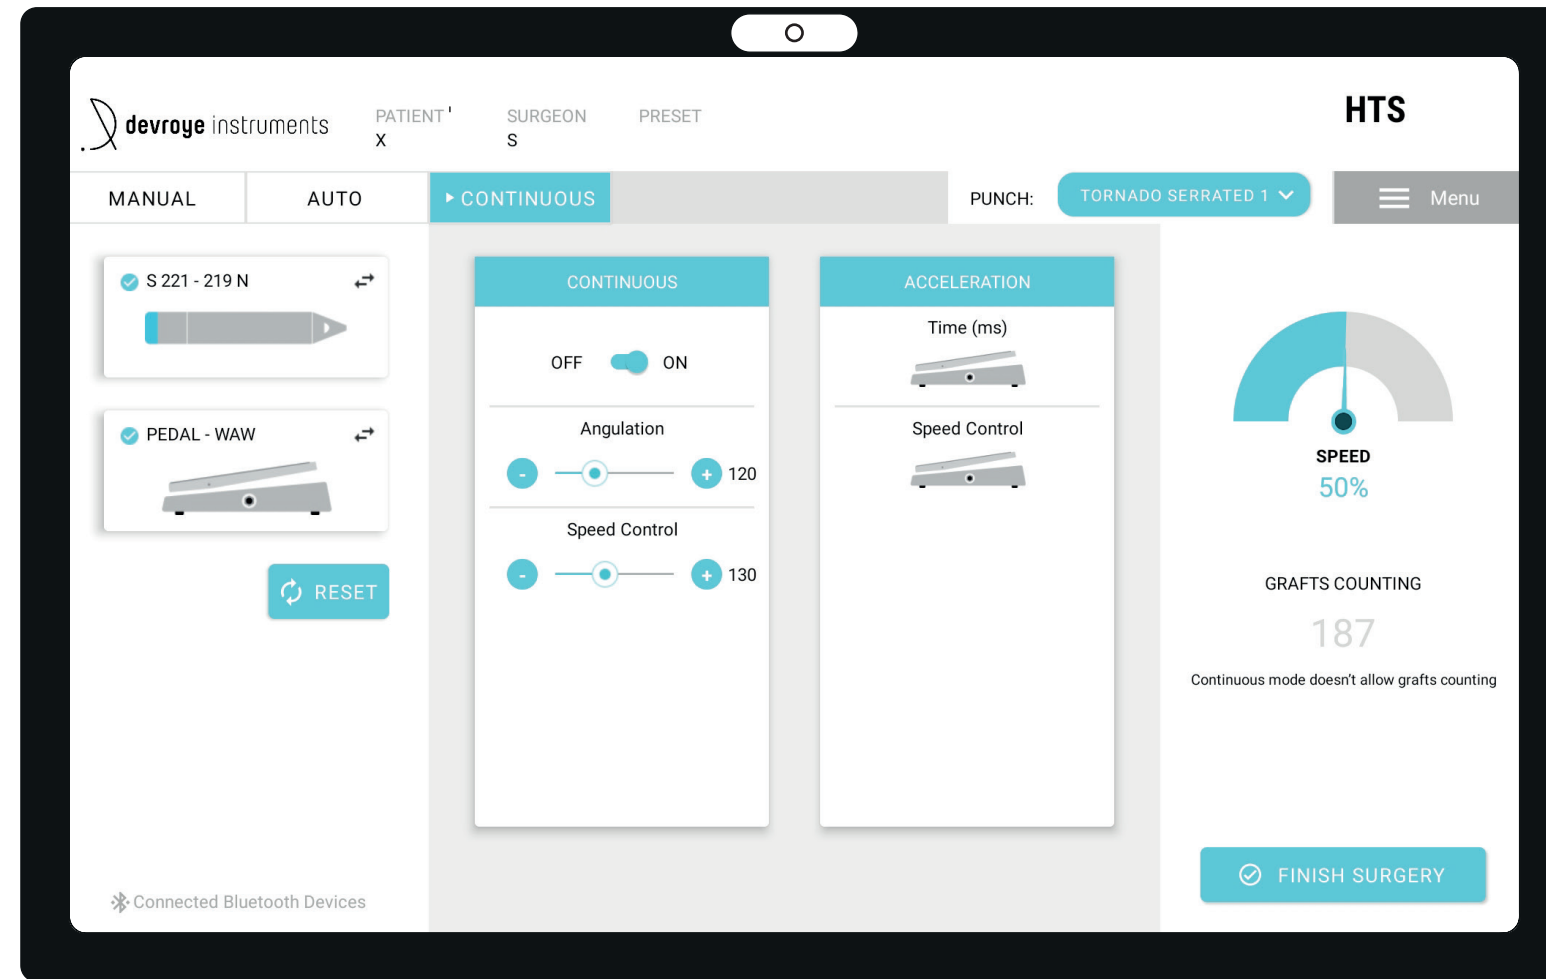 devroye instruments
PATIENT '
X
SURGEON
S
PRESET
HTS
MANUAL
AUTO
CONTINUOUS
PUNCH:
TORNADO SERRATED 1
Menu
S 221 - 219 N
PEDAL - WAW
RESET
Connected Bluetooth Devices
CONTINUOUS
OFF
ON
Angulation
- + 120
Speed Control
- + 130
ACCELERATION
Time (ms)
Speed Control
SPEED
50%
GRAFTS COUNTING
187
Continuous mode doesn't allow grafts counting
FINISH SURGERY